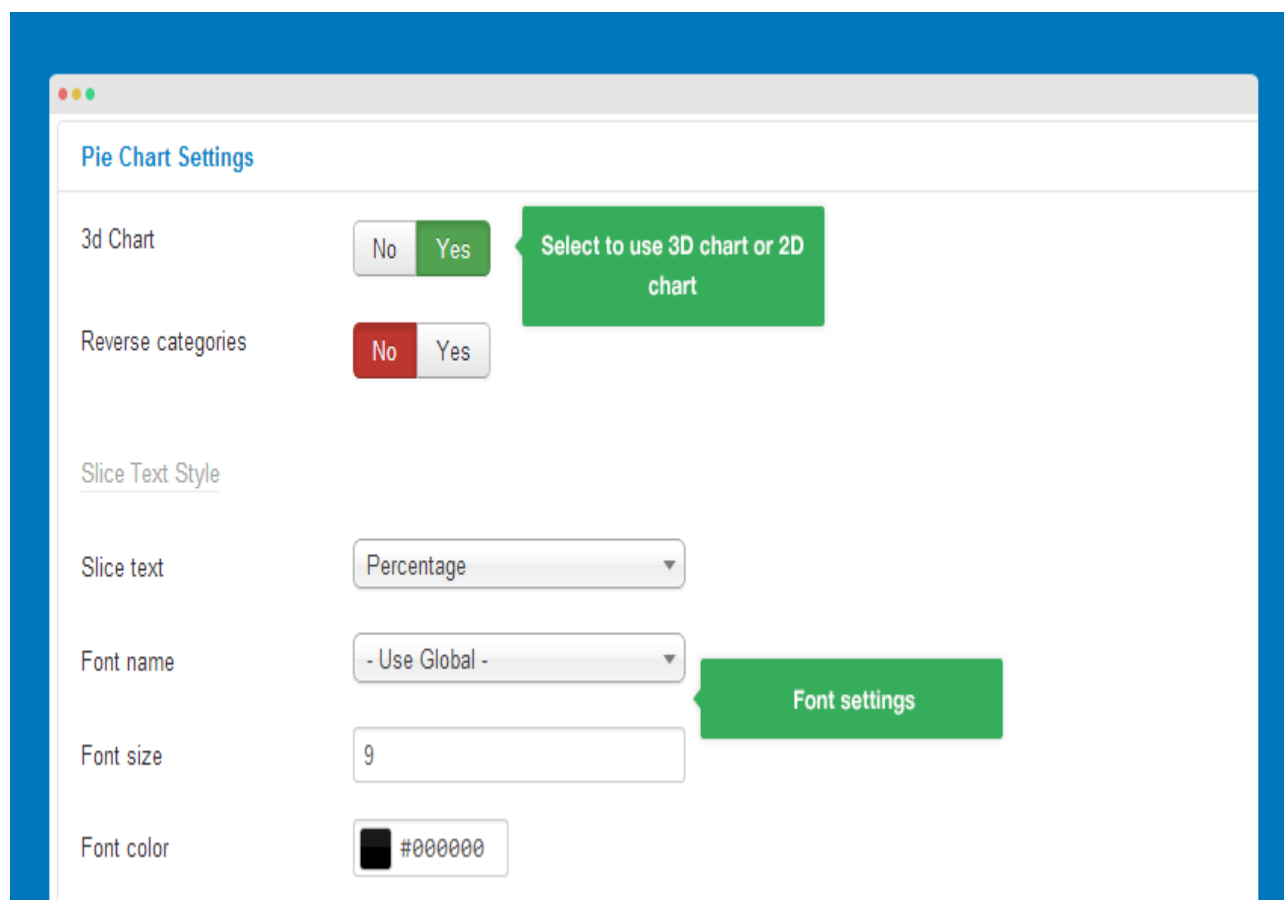 Pie Chart Settings
3d Chart
No Yes
Select to use 3D chart or 2D
chart
Reverse categories
No Yes
Slice Text Style
Slice text
Percentage
Font name
- Use Global -
Font settings
Font size
9
Font color
#000000